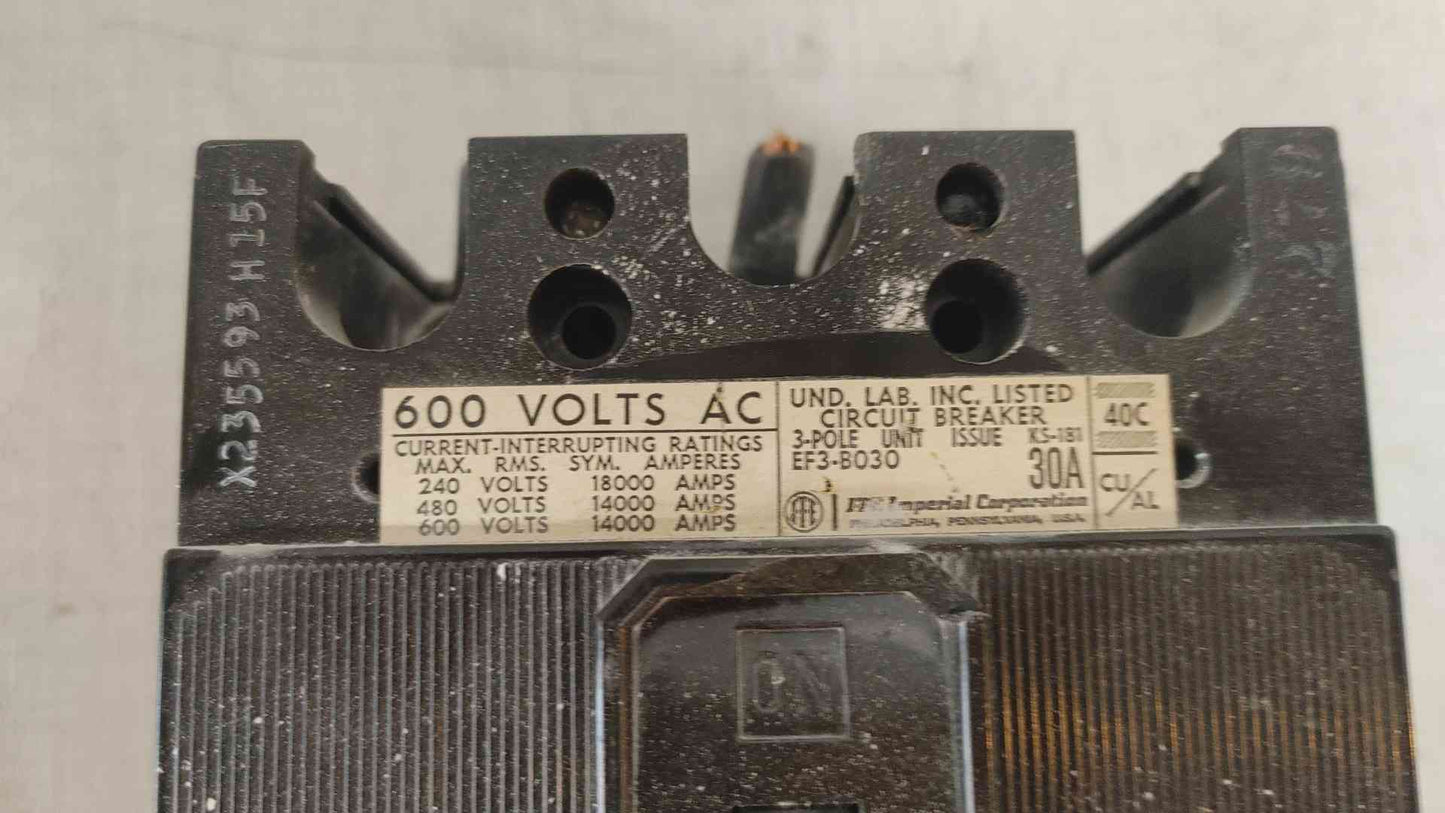 X235593 H15F
600 VOLTS AC
CURRENT-INTERRUPTING RATINGS
MAX. RMS. SYM. AMPERES
240 VOLTS 18000 AMPS
480 VOLTS 14000 AMPS
600 VOLTS 14000 AMPS
UND. LAB. INC. LISTED
CIRCUIT BREAKER
3-POLE UNIT ISSUE KS-181
EF3-B030
30A
ITE Imperial Corporation
PHILADELPHIA, PENNSYLVANIA, U.S.A.
40C
CU/AL
ON